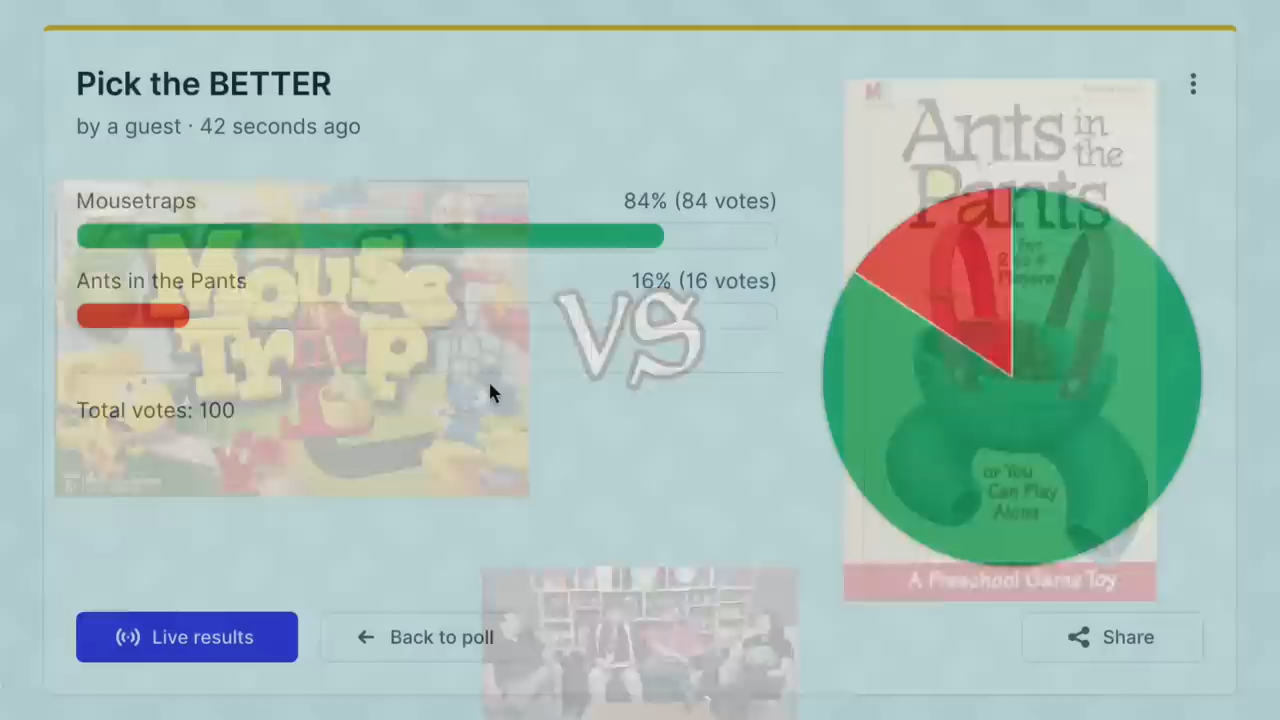 Pick the BETTER
by a guest · 42 seconds ago
Mousetraps 84% (84 votes)
Ants in the Pants 16% (16 votes)
Total votes: 100
Live results
Back to poll
Share
Mouse
Trap
VS
Ants in
the
Pants
For
2 to 4
Players
or You
Can Play
Alone
A Preschool Game Toy